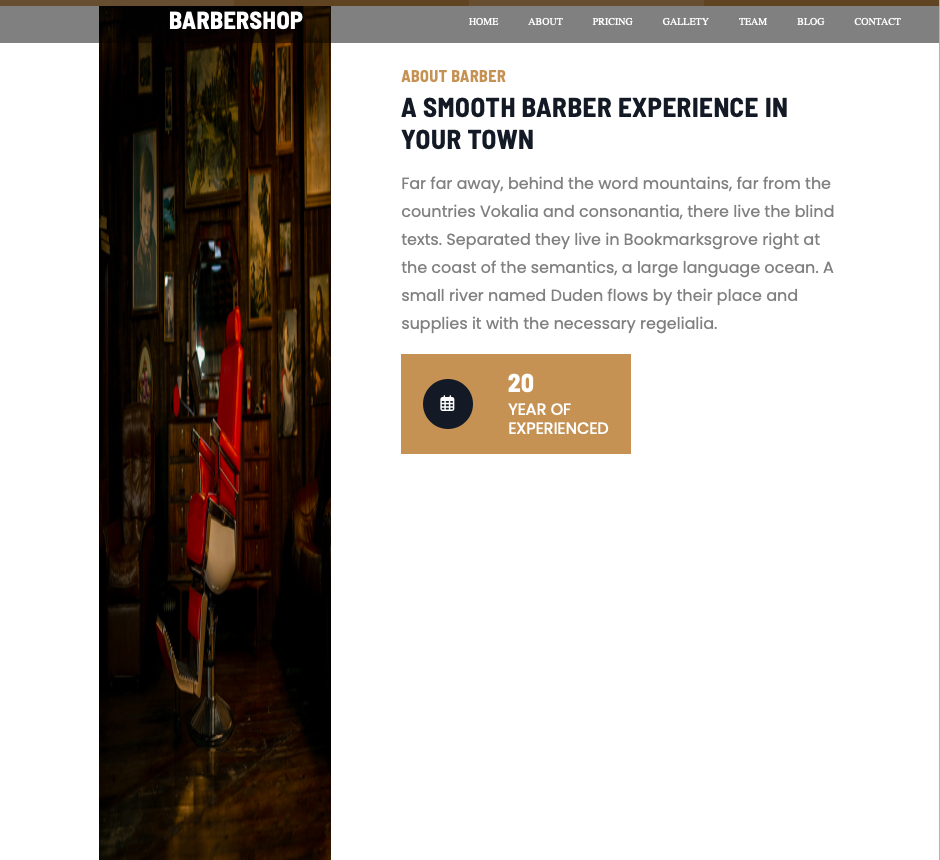 BARBERSHOP
HOME ABOUT PRICING GALLETY TEAM BLOG CONTACT
ABOUT BARBER
A SMOOTH BARBER EXPERIENCE IN
YOUR TOWN
Far far away, behind the word mountains, far from the
countries Vokalia and consonantia, there live the blind
texts. Separated they live in Bookmarksgrove right at
the coast of the semantics, a large language ocean. A
small river named Duden flows by their place and
supplies it with the necessary regelialia.
20
YEAR OF
EXPERIENCED